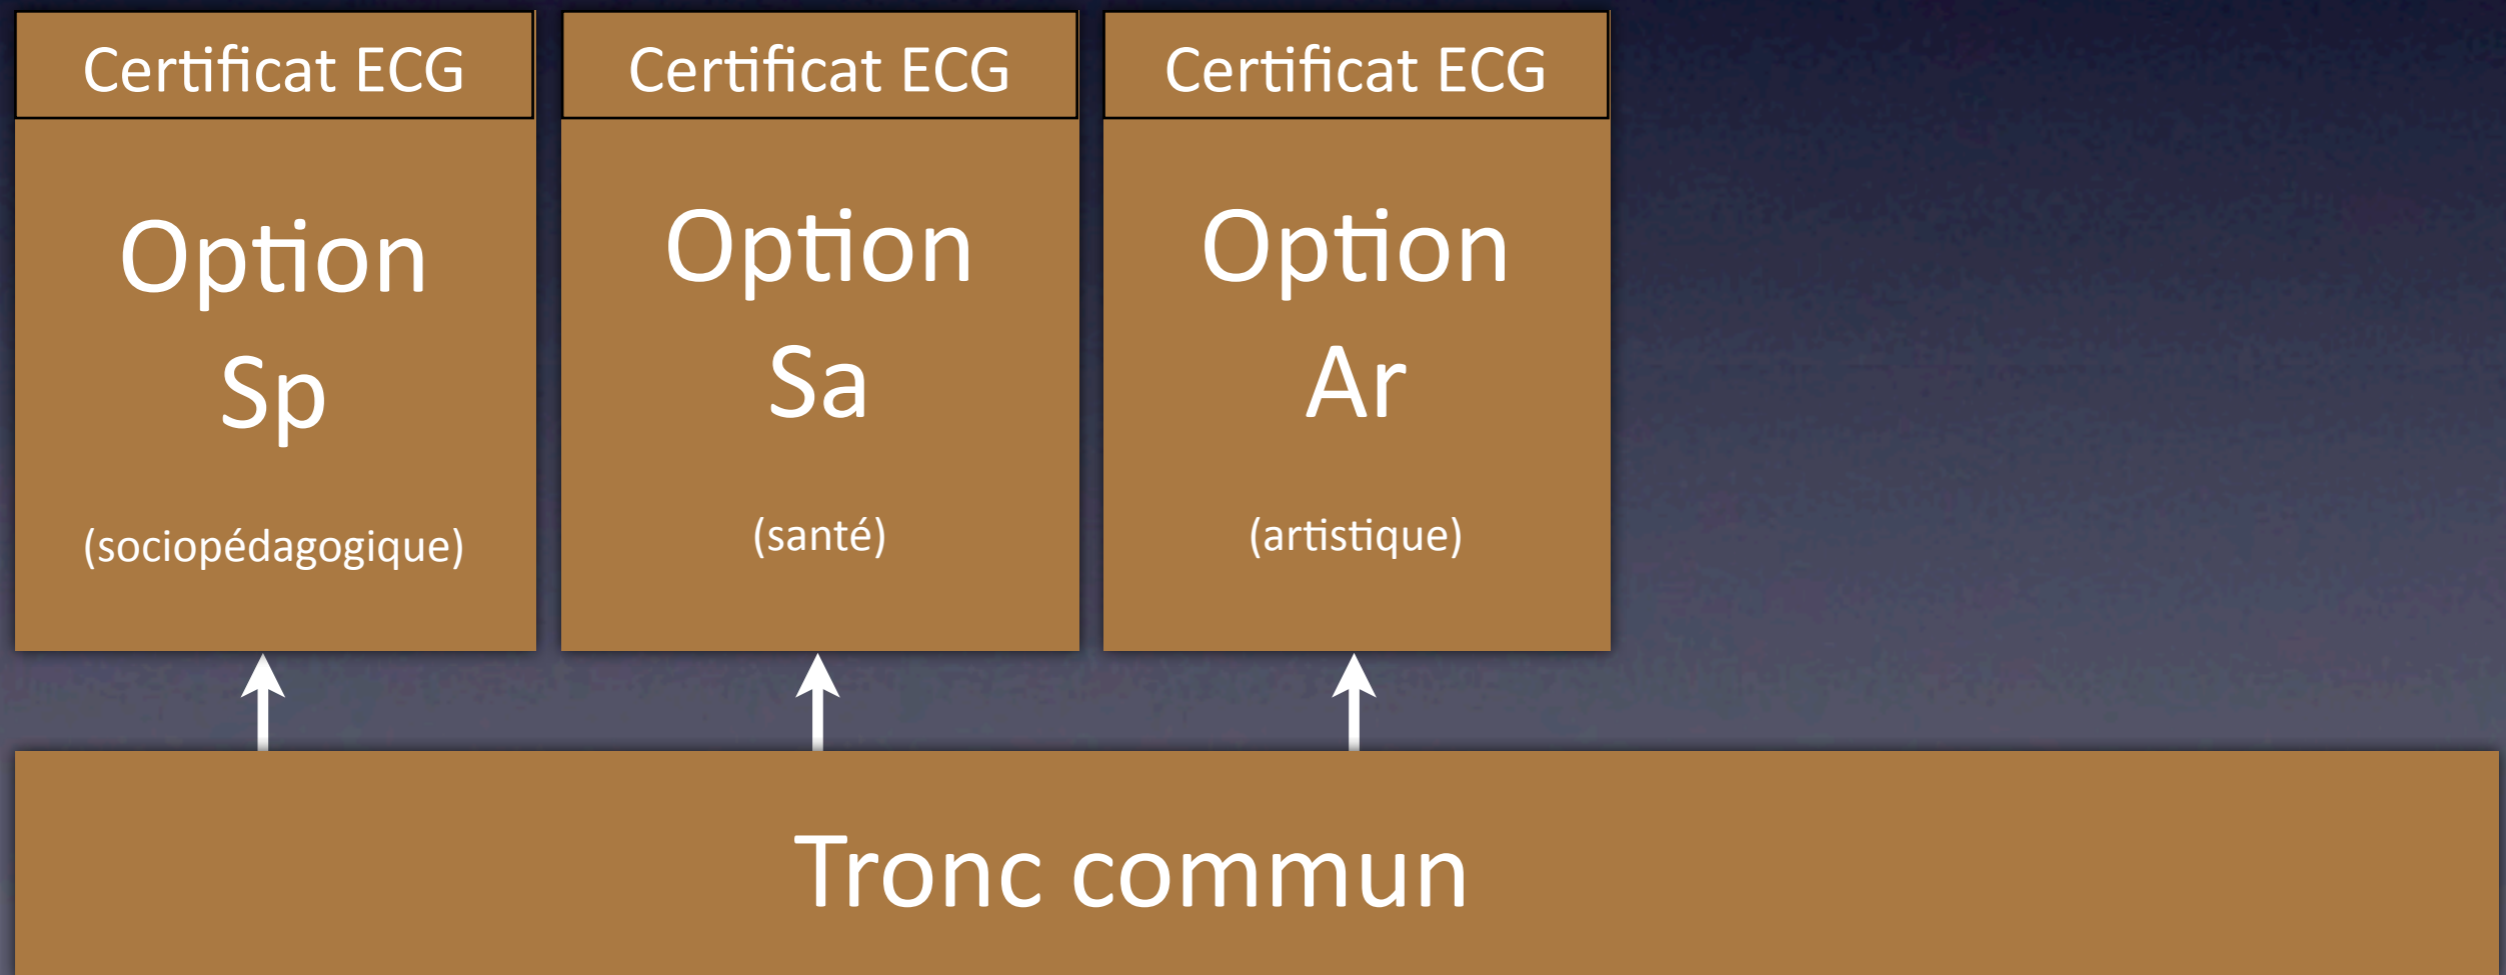 Certificat ECG
Option
Sp
(sociopédagogique)
Certificat ECG
Option
Sa
(santé)
Certificat ECG
Option
Ar
(artistique)
Tronc commun